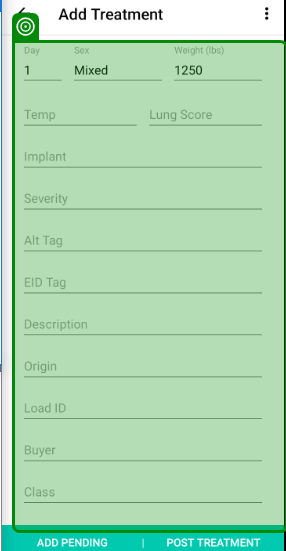 Add Treatment
Day Sex Weight (lbs)
1 Mixed 1250
Temp Lung Score
Implant
Severity
Alt Tag
EID Tag
Description
Origin
Load ID
Buyer
Class
ADD PENDING | POST TREATMENT